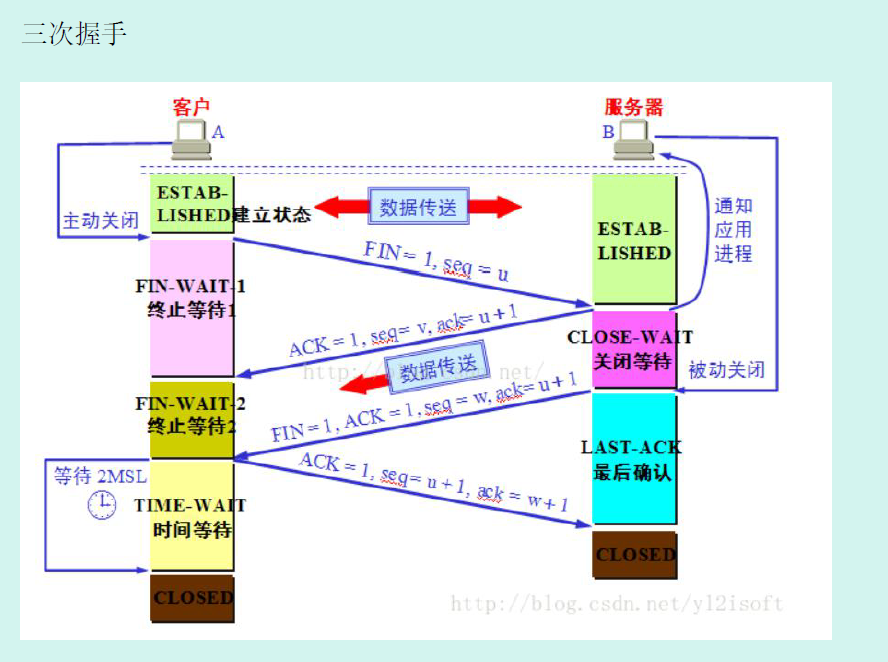 三次握手
客户
服务器
A
B
ESTAB-
LISHED建立状态
数据传送
ESTAB-
LISHED
通知
应用
进程
主动关闭
FIN= 1, seq = u
FIN-WAIT-1
终止等待1
ACK = 1, seq= v, ack= u+1
CLOSE-WAIT
关闭等待
http://blog.csdn.net/
数据传送
被动关闭
FIN-WAIT-2
终止等待2
FIN=1, ACK = 1, seq = w, ack= u+1
LAST-ACK
最后确认
等待 2MSL
ACK = 1, seq= u+1, ack = w+1
TIME-WAIT
时间等待
CLOSED
CLOSED
http://blog.csdn.net/yl2isoft